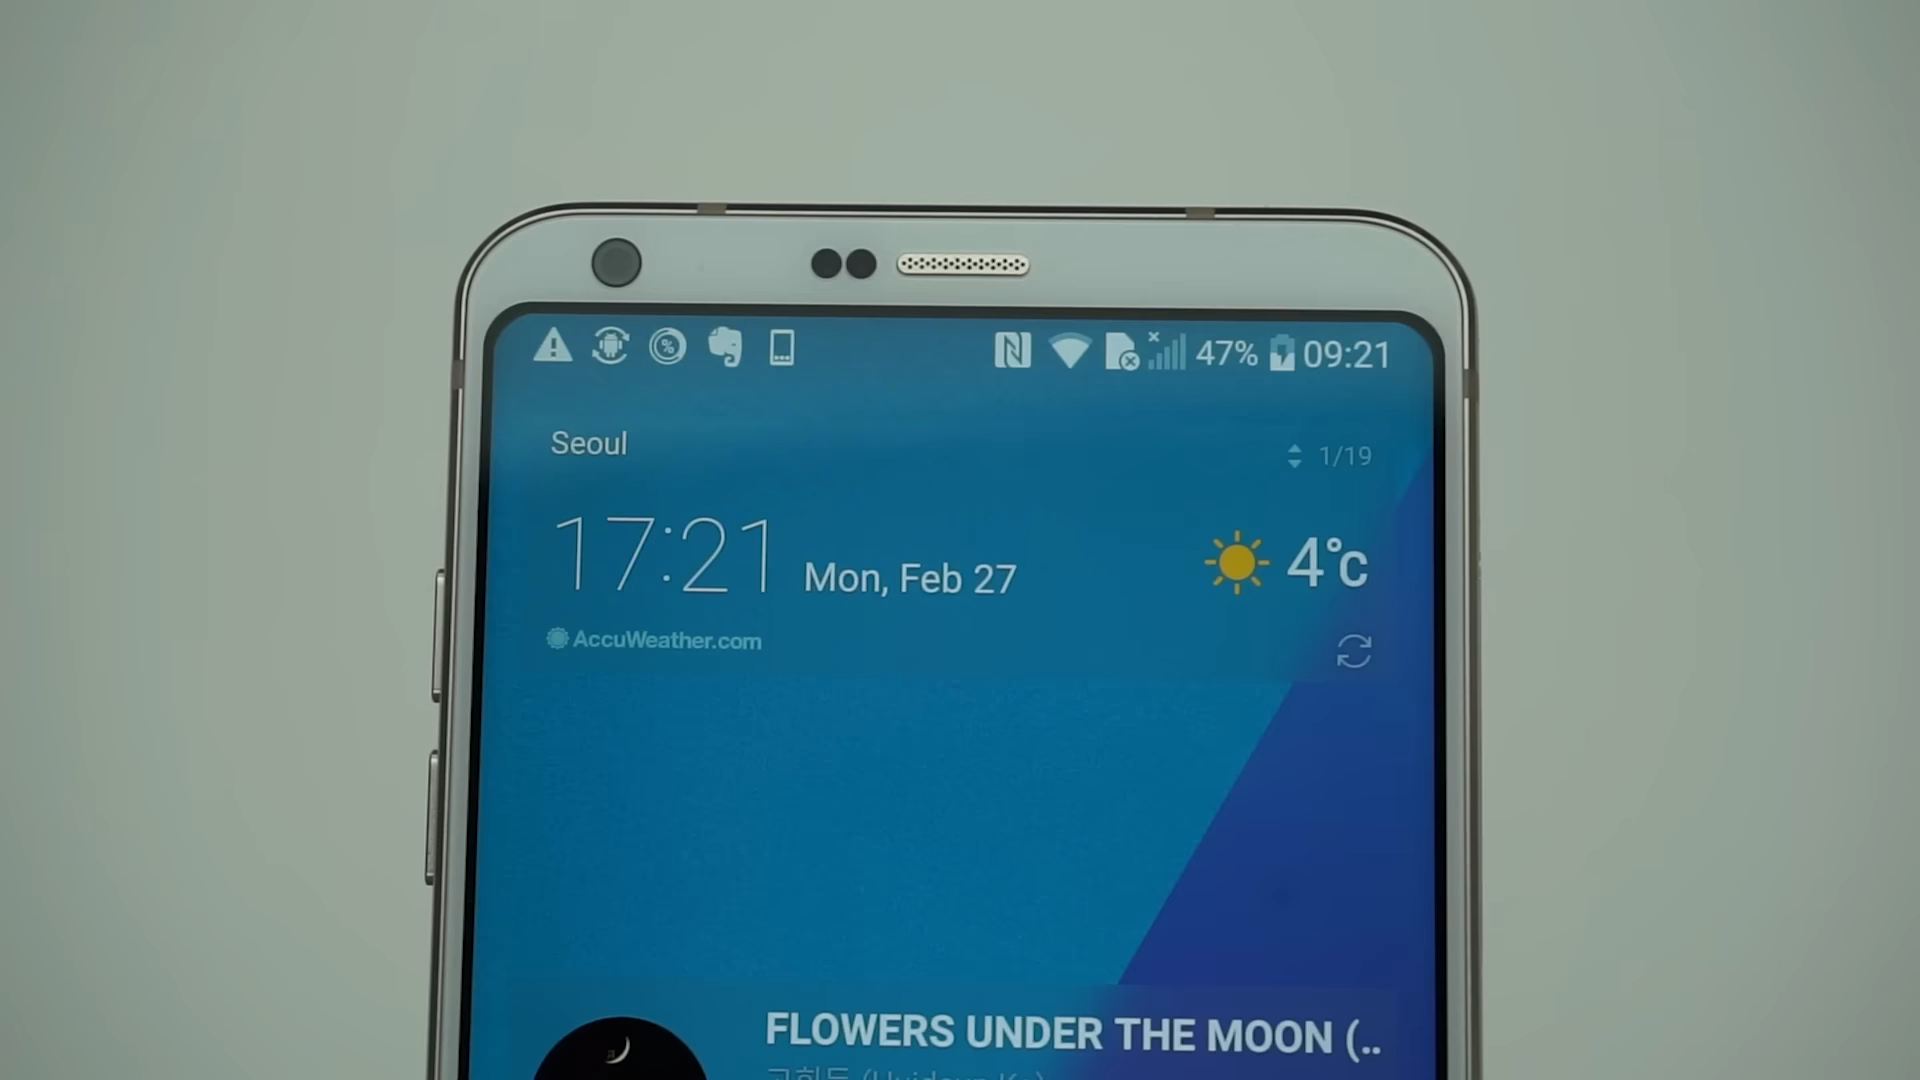 47% 09:21
Seoul
1/19
17:21 Mon, Feb 27
4°c
AccuWeather.com
FLOWERS UNDER THE MOON (..